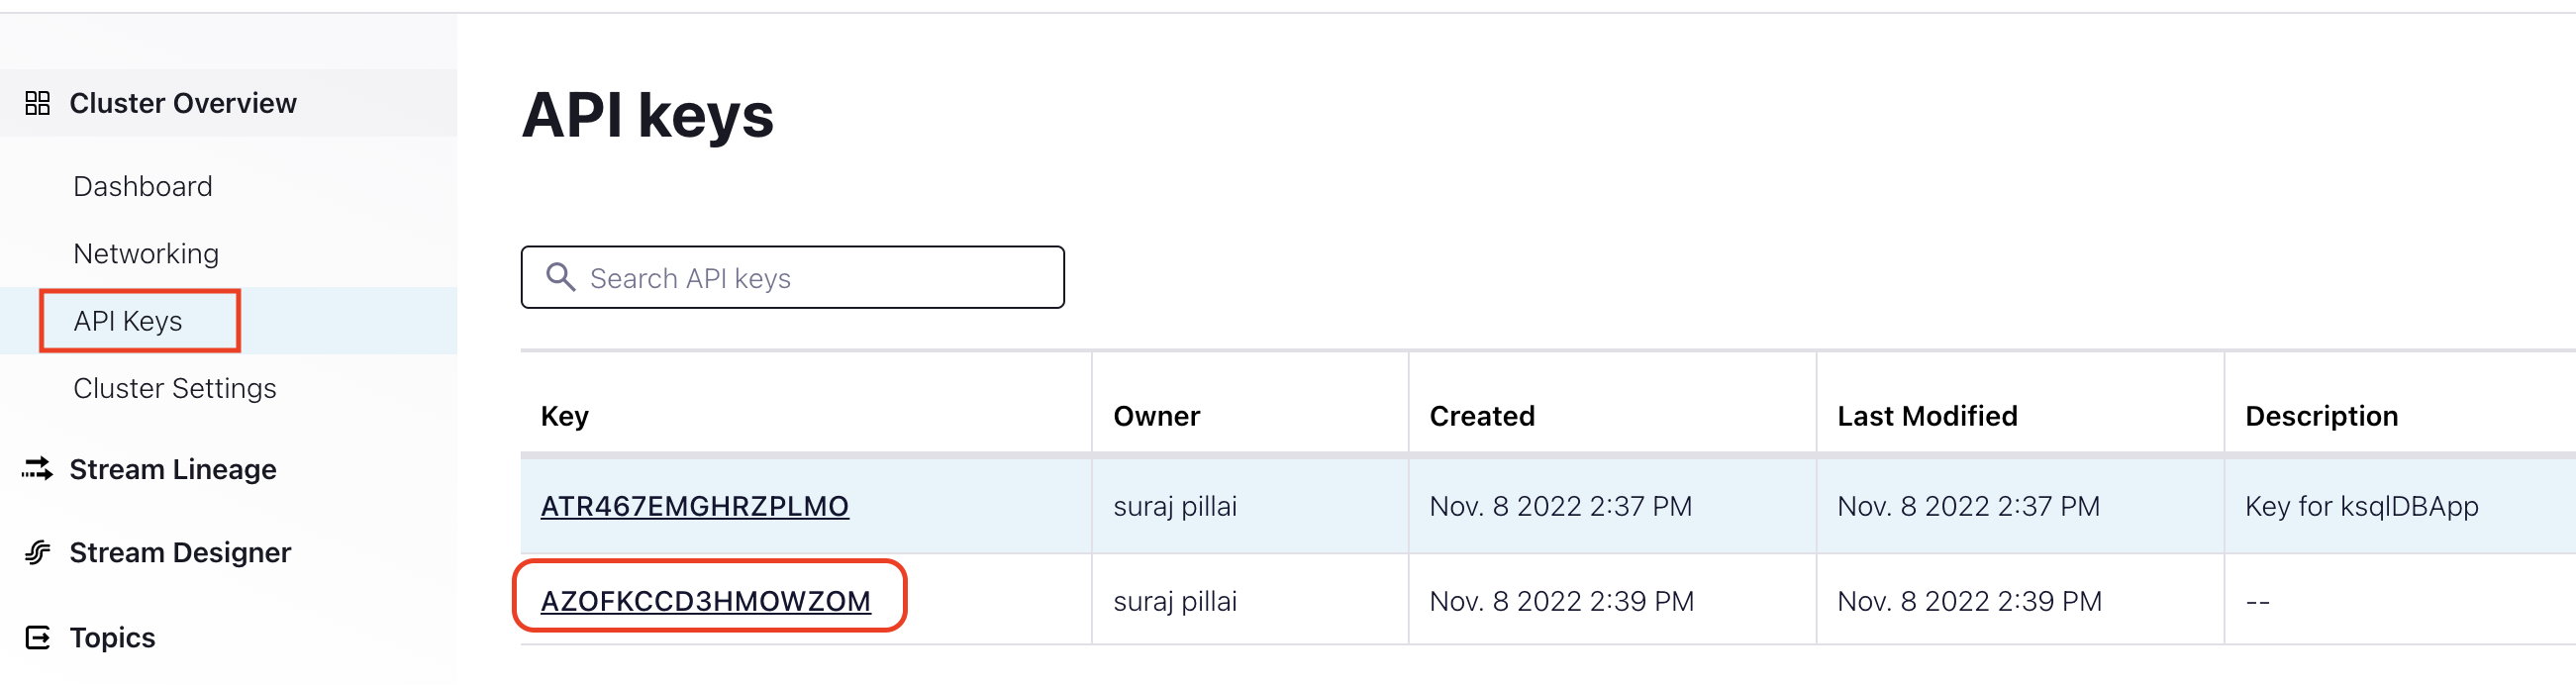 Cluster Overview
Dashboard
Networking
API Keys
Cluster Settings
Stream Lineage
Stream Designer
Topics
API keys
Search API keys
Key Owner Created Last Modified Description
ATR467EMGHRZPLMO suraj pillai Nov. 8 2022 2:37 PM Nov. 8 2022 2:37 PM Key for ksqlDBApp
AZOFKCCD3HMOWZOM suraj pillai Nov. 8 2022 2:39 PM Nov. 8 2022 2:39 PM --